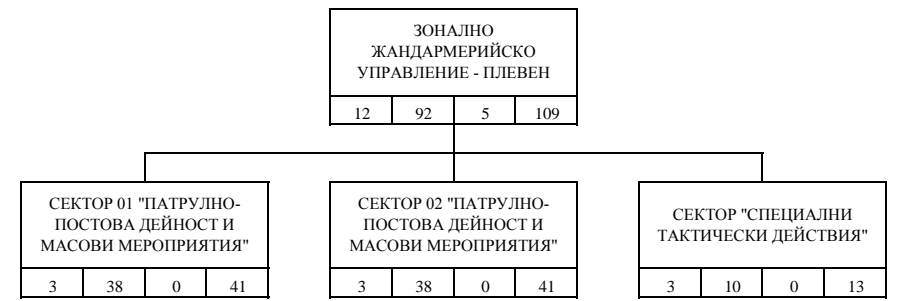 ЗОНАЛНО
ЖАНДАРМЕРИЙСКО
УПРАВЛЕНИЕ - ПЛЕВЕН
12 92 5 109
СЕКТОР 01 "ПАТРУЛНО-
ПОСТОВА ДЕЙНОСТ И
МАСОВИ МЕРОПРИЯТИЯ"
3 38 0 41
СЕКТОР 02 "ПАТРУЛНО-
ПОСТОВА ДЕЙНОСТ И
МАСОВИ МЕРОПРИЯТИЯ"
3 38 0 41
СЕКТОР "СПЕЦИАЛНИ
ТАКТИЧЕСКИ ДЕЙСТВИЯ"
3 10 0 13